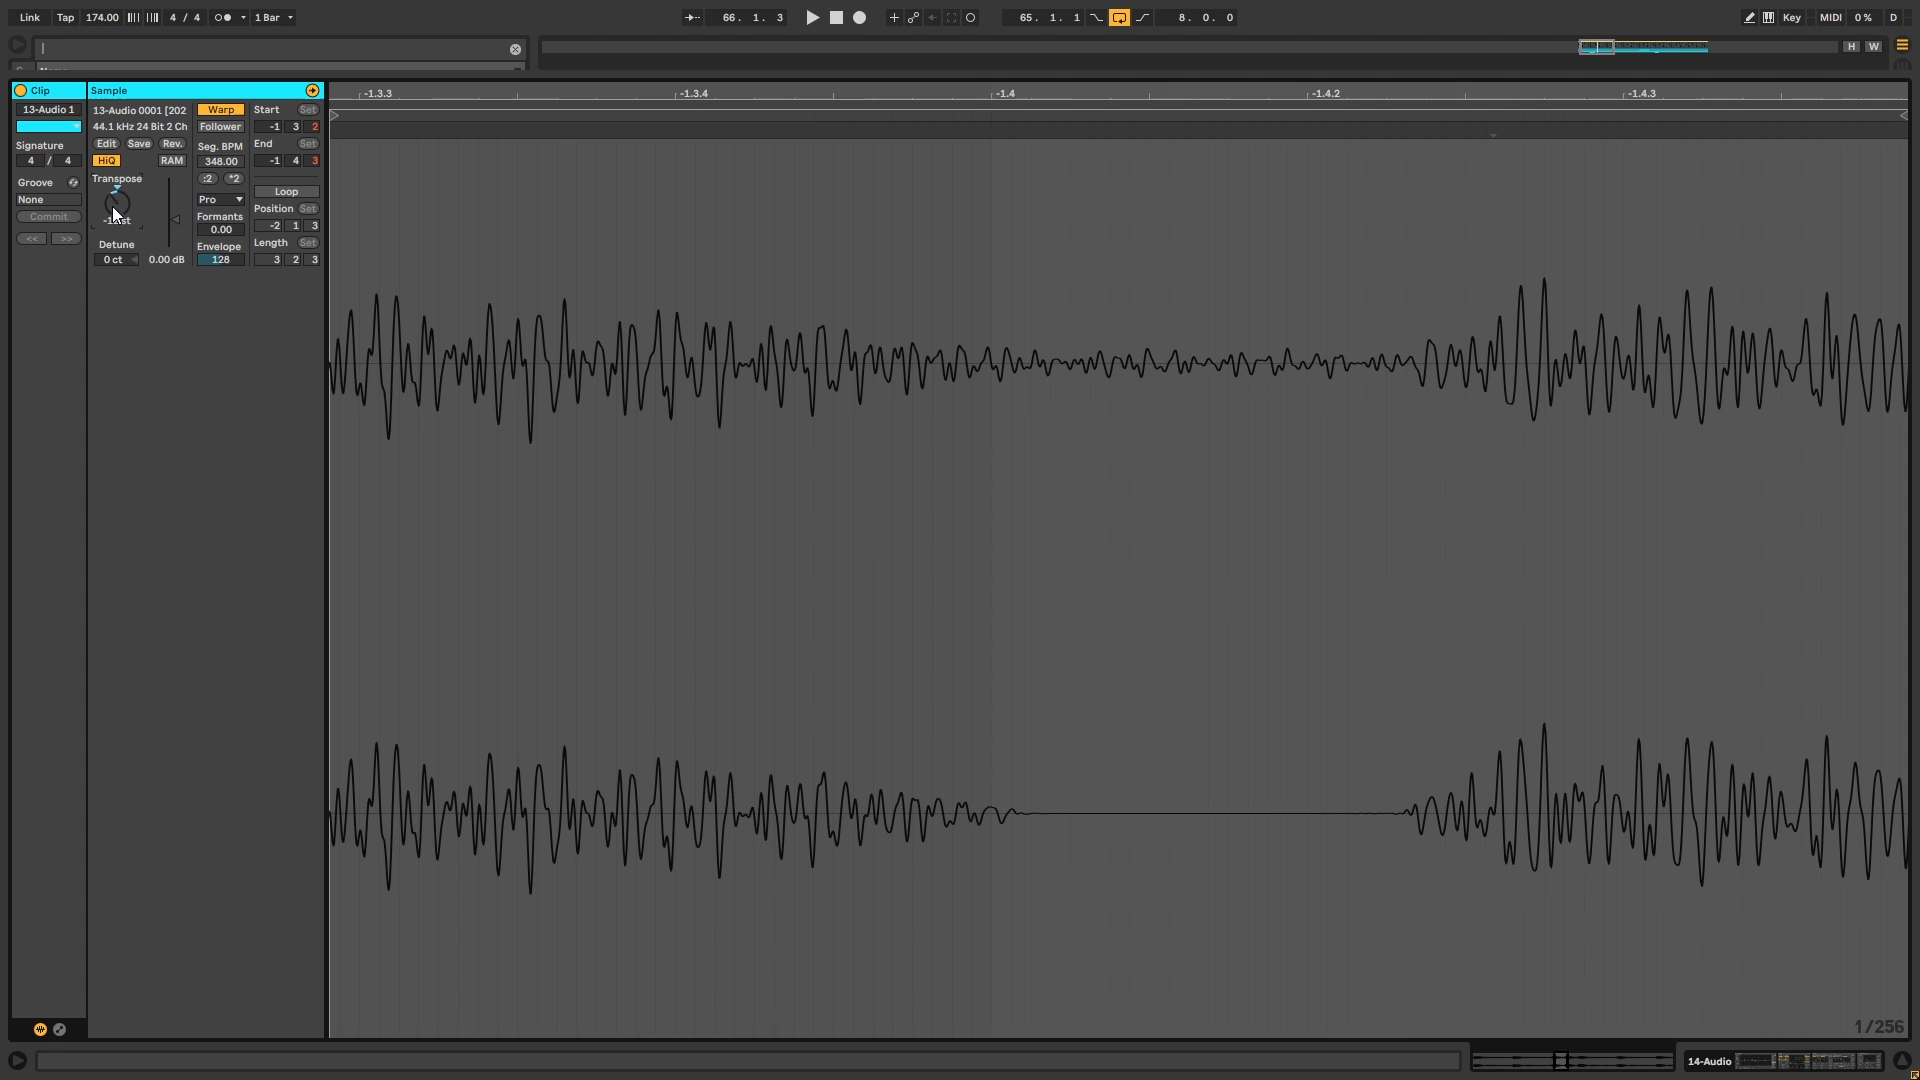 Link Tap 174.00 4 / 4 1 Bar 66. 1. 3 65. 1. 1 8. 0. 0 Key MIDI 0 % D
H W
Clip Sample
-1.3.3 -1.3.4 -1.4 -1.4.2 -1.4.3
13-Audio 1 13-Audio 0001 [202 Warp Start Set
44.1 kHz 24 Bit 2 Ch Follower -1 3 2
Signature Edit Save Rev. Seg. BPM End Set
4 / 4 HiQ RAM 348.00 -1 4 3
Groove Transpose :2 *2
Loop
None Pro Position Set
Commit Formants
0.00 -2 1 3
<< >> Detune Envelope Length Set
0 ct 0.00 dB 128 3 2 3
1/256
14-Audio